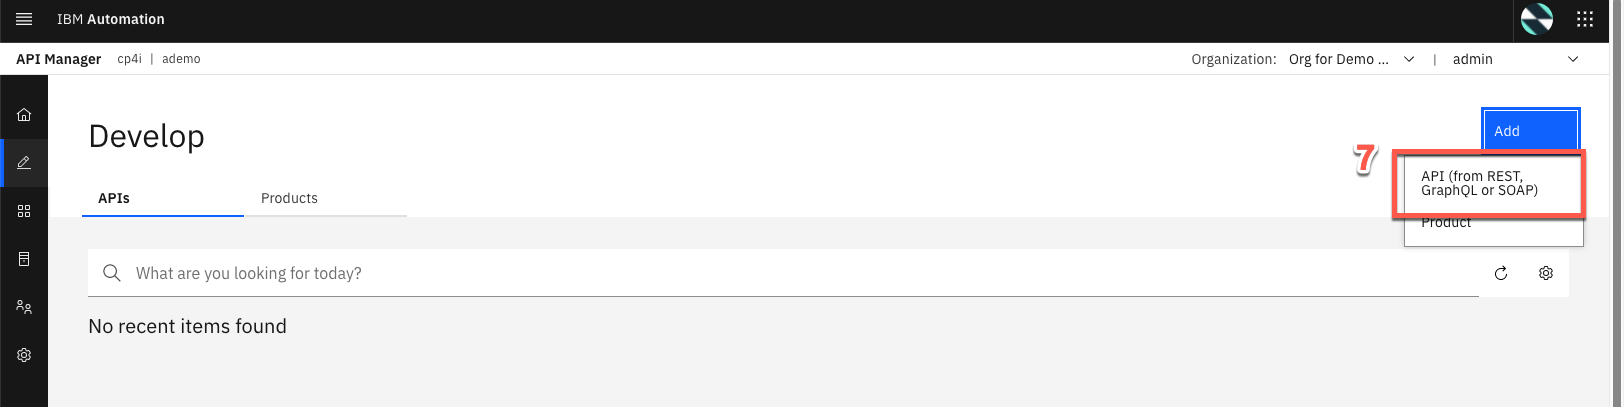 IBM Automation
API Manager cp4i | ademo Organization: Org for Demo ... | admin
Develop
Add
7
API (from REST,
GraphQL or SOAP)
Product
APIs Products
What are you looking for today?
No recent items found